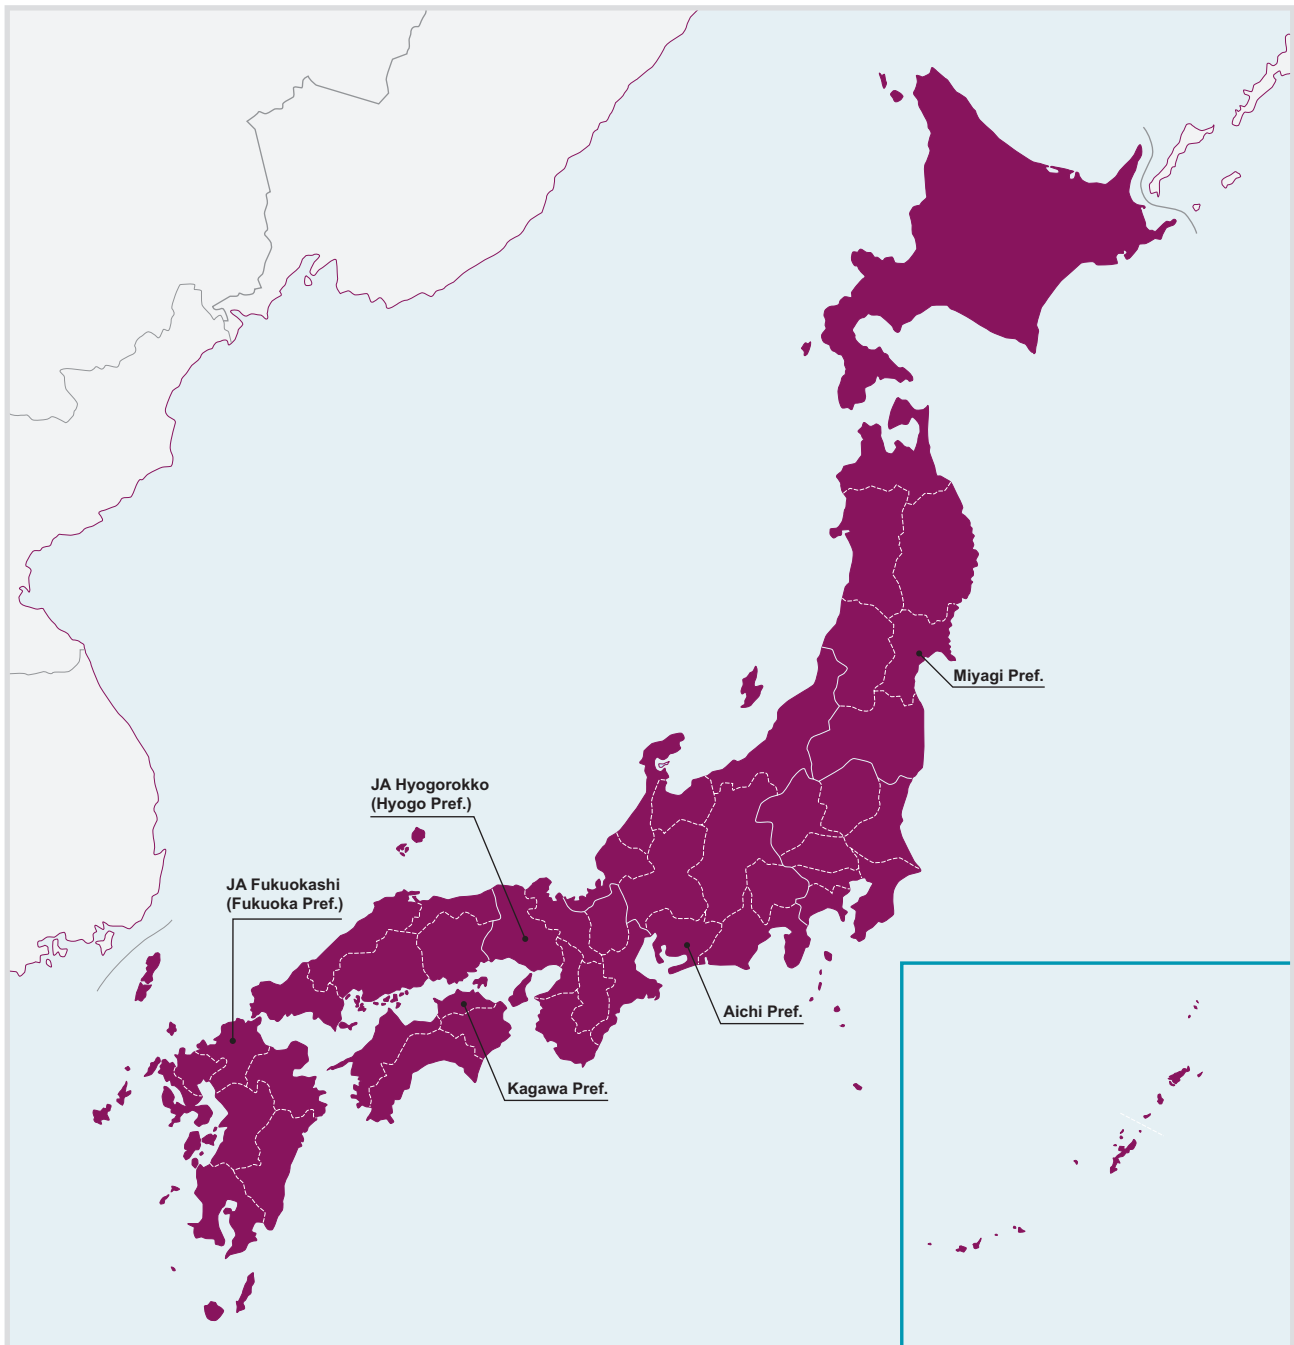 Miyagi Pref.
JA Hyogorokko
(Hyogo Pref.)
JA Fukuokashi
(Fukuoka Pref.)
Aichi Pref.
Kagawa Pref.